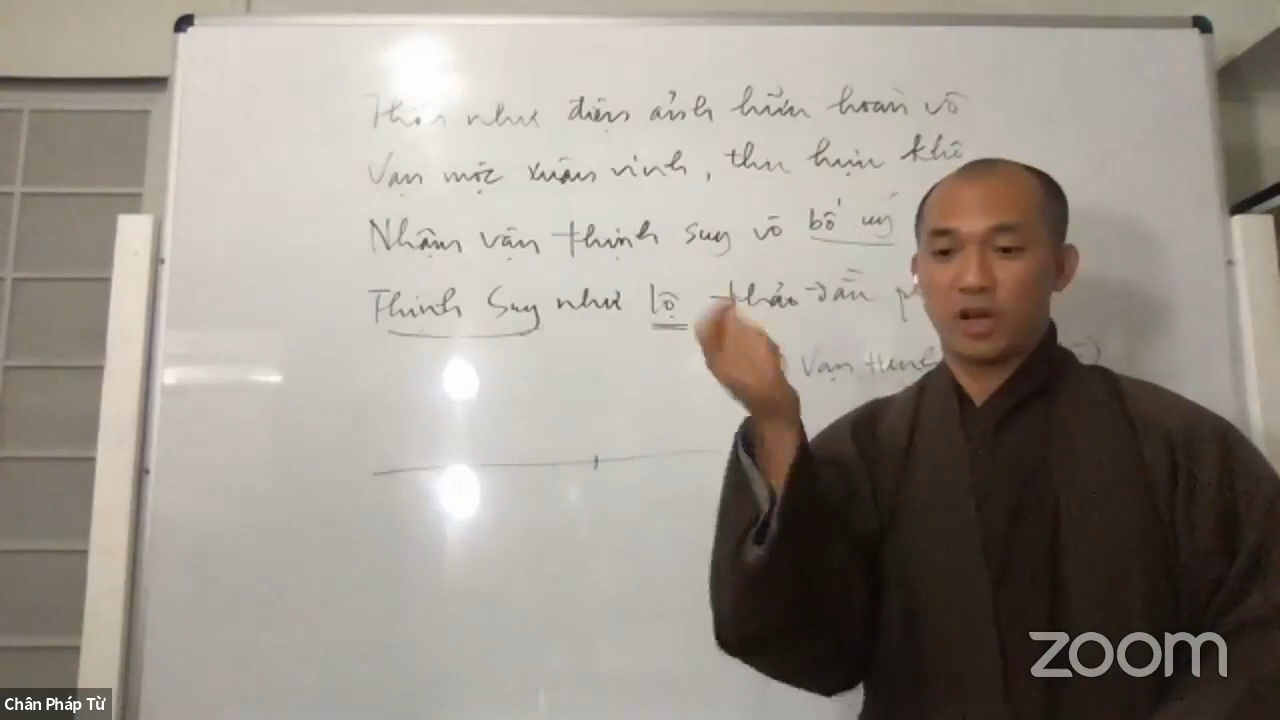 Thân như điện ảnh hữu hoàn vô
Vạn mộc xuân vinh, thu hựu khô
Nhậm vận thịnh suy vô bố uý
Thịnh Suy như lộ thảo đầu
Vạn Hạnh
zoom
Chân Pháp Từ